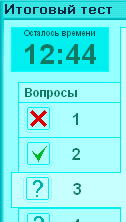 Итоговый тест
Осталось времени
12:44
Вопросы
1
2
? 3